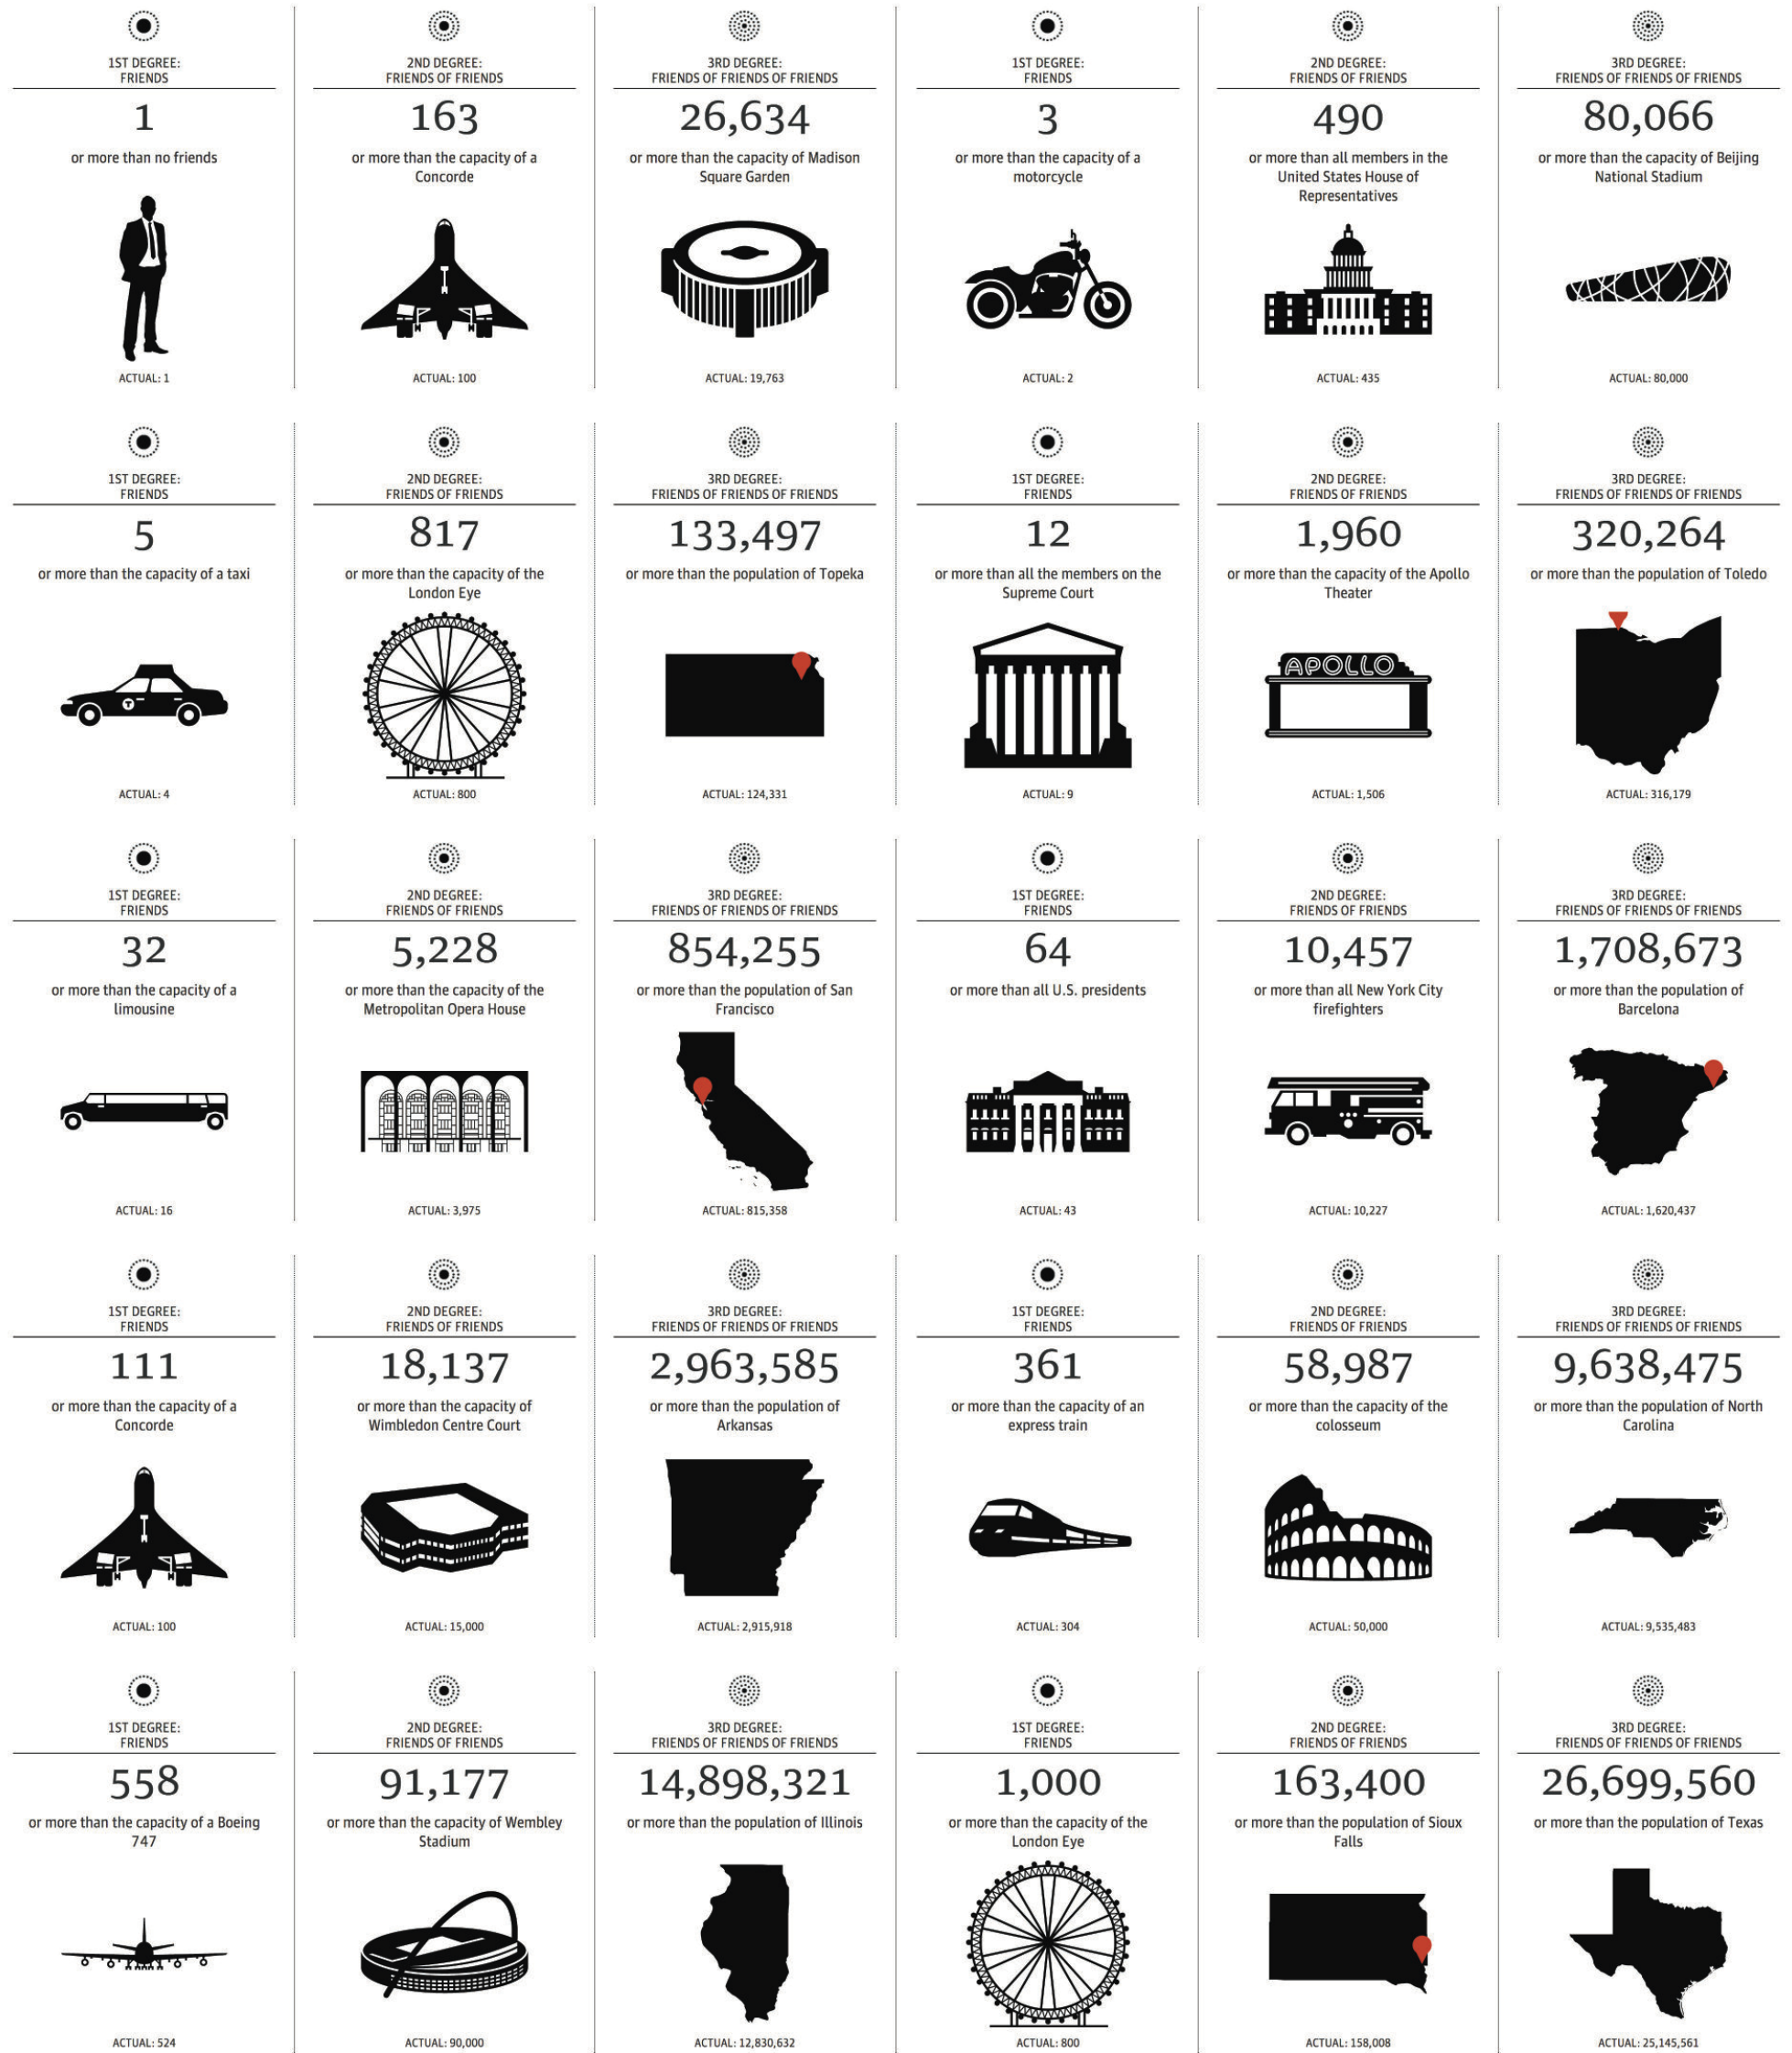 1ST DEGREE:
FRIENDS
1
or more than no friends
ACTUAL: 1
2ND DEGREE:
FRIENDS OF FRIENDS
163
or more than the capacity of a
Concorde
ACTUAL: 100
3RD DEGREE:
FRIENDS OF FRIENDS OF FRIENDS
26,634
or more than the capacity of Madison
Square Garden
ACTUAL: 19,763
1ST DEGREE:
FRIENDS
3
or more than the capacity of a
motorcycle
ACTUAL: 2
2ND DEGREE:
FRIENDS OF FRIENDS
490
or more than all members in the
United States House of
Representatives
ACTUAL: 435
3RD DEGREE:
FRIENDS OF FRIENDS OF FRIENDS
80,066
or more than the capacity of Beijing
National Stadium
ACTUAL: 80,000
1ST DEGREE:
FRIENDS
5
or more than the capacity of a taxi
T
ACTUAL: 4
2ND DEGREE:
FRIENDS OF FRIENDS
817
or more than the capacity of the
London Eye
ACTUAL: 800
3RD DEGREE:
FRIENDS OF FRIENDS OF FRIENDS
133,497
or more than the population of Topeka
ACTUAL: 124,331
1ST DEGREE:
FRIENDS
12
or more than all the members on the
Supreme Court
ACTUAL: 9
2ND DEGREE:
FRIENDS OF FRIENDS
1,960
or more than the capacity of the Apollo
Theater
APOLLO
ACTUAL: 1,506
3RD DEGREE:
FRIENDS OF FRIENDS OF FRIENDS
320,264
or more than the population of Toledo
ACTUAL: 316,179
1ST DEGREE:
FRIENDS
32
or more than the capacity of a
limousine
ACTUAL: 16
2ND DEGREE:
FRIENDS OF FRIENDS
5,228
or more than the capacity of the
Metropolitan Opera House
ACTUAL: 3,975
3RD DEGREE:
FRIENDS OF FRIENDS OF FRIENDS
854,255
or more than the population of San
Francisco
ACTUAL: 815,358
1ST DEGREE:
FRIENDS
64
or more than all U.S. presidents
ACTUAL: 43
2ND DEGREE:
FRIENDS OF FRIENDS
10,457
or more than all New York City
firefighters
ACTUAL: 10,227
3RD DEGREE:
FRIENDS OF FRIENDS OF FRIENDS
1,708,673
or more than the population of
Barcelona
ACTUAL: 1,620,437
1ST DEGREE:
FRIENDS
111
or more than the capacity of a
Concorde
ACTUAL: 100
2ND DEGREE:
FRIENDS OF FRIENDS
18,137
or more than the capacity of
Wimbledon Centre Court
ACTUAL: 15,000
3RD DEGREE:
FRIENDS OF FRIENDS OF FRIENDS
2,963,585
or more than the population of
Arkansas
ACTUAL: 2,915,918
1ST DEGREE:
FRIENDS
361
or more than the capacity of an
express train
ACTUAL: 304
2ND DEGREE:
FRIENDS OF FRIENDS
58,987
or more than the capacity of the
colosseum
ACTUAL: 50,000
3RD DEGREE:
FRIENDS OF FRIENDS OF FRIENDS
9,638,475
or more than the population of North
Carolina
ACTUAL: 9,535,483
1ST DEGREE:
FRIENDS
558
or more than the capacity of a Boeing
747
ACTUAL: 524
2ND DEGREE:
FRIENDS OF FRIENDS
91,177
or more than the capacity of Wembley
Stadium
ACTUAL: 90,000
3RD DEGREE:
FRIENDS OF FRIENDS OF FRIENDS
14,898,321
or more than the population of Illinois
ACTUAL: 12,830,632
1ST DEGREE:
FRIENDS
1,000
or more than the capacity of the
London Eye
ACTUAL: 800
2ND DEGREE:
FRIENDS OF FRIENDS
163,400
or more than the population of Sioux
Falls
ACTUAL: 158,008
3RD DEGREE:
FRIENDS OF FRIENDS OF FRIENDS
26,699,560
or more than the population of Texas
ACTUAL: 25,145,561